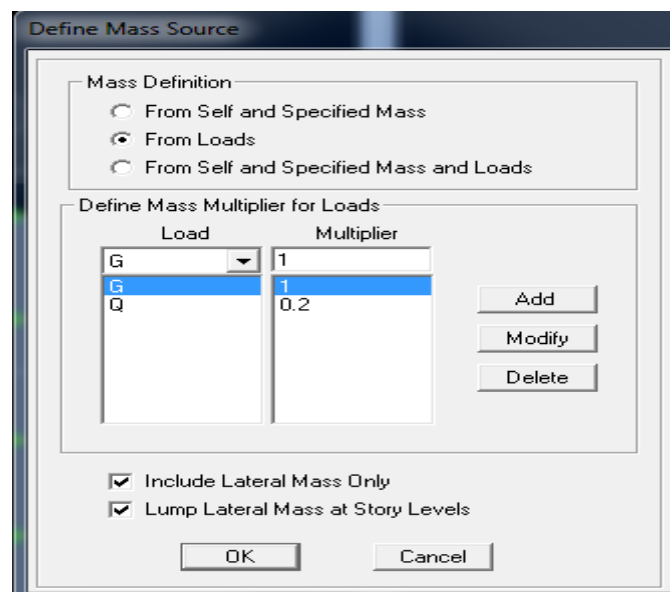 Define Mass Source
Mass Definition
From Self and Specified Mass
From Loads
From Self and Specified Mass and Loads
Define Mass Multiplier for Loads
Load Multiplier
G 1
G 1
Q 0.2
Add
Modify
Delete
Include Lateral Mass Only
Lump Lateral Mass at Story Levels
OK Cancel